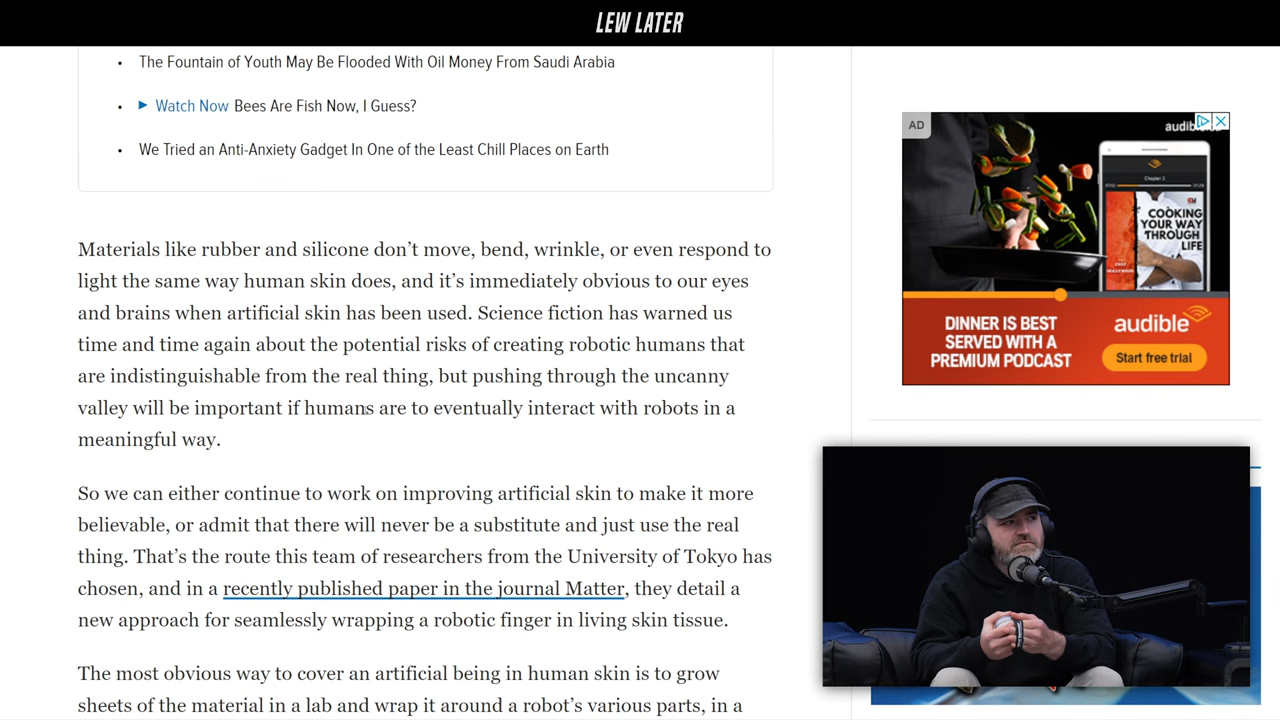 LEW LATER
• The Fountain of Youth May Be Flooded With Oil Money From Saudi Arabia
• Watch Now Bees Are Fish Now, I Guess?
• We Tried an Anti-Anxiety Gadget In One of the Least Chill Places on Earth
Materials like rubber and silicone don’t move, bend, wrinkle, or even respond to
light the same way human skin does, and it’s immediately obvious to our eyes
and brains when artificial skin has been used. Science fiction has warned us
time and time again about the potential risks of creating robotic humans that
are indistinguishable from the real thing, but pushing through the uncanny
valley will be important if humans are to eventually interact with robots in a
meaningful way.
So we can either continue to work on improving artificial skin to make it more
believable, or admit that there will never be a substitute and just use the real
thing. That’s the route this team of researchers from the University of Tokyo has
chosen, and in a recently published paper in the journal Matter, they detail a
new approach for seamlessly wrapping a robotic finger in living skin tissue.
The most obvious way to cover an artificial being in human skin is to grow
sheets of the material in a lab and wrap it around a robot’s various parts, in a
AD
Chapter 3
COOKING
YOUR WAY
THROUGH
LIFE
DINNER IS BEST
SERVED WITH A
PREMIUM PODCAST
audible
Start free trial